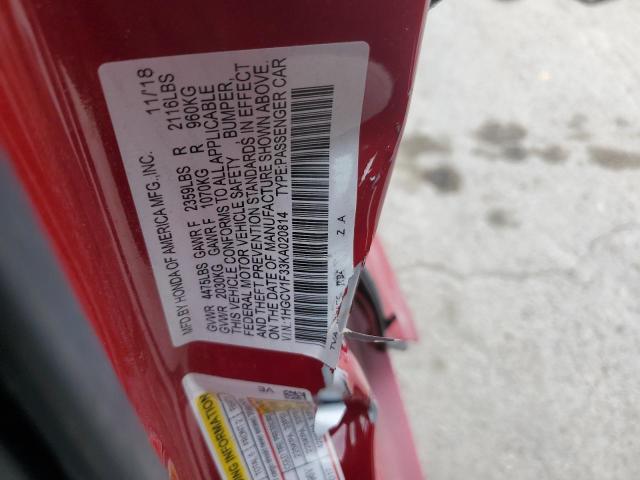 MFD BY HONDA OF AMERICA MFG.,INC. 11/18
GVWR 4475LBS GAWR F 2359LBS R 2116LBS
GVWR 2030KG GAWR F 1070KG R 960KG
THIS VEHICLE CONFORMS TO ALL APPLICABLE
FEDERAL MOTOR VEHICLE SAFETY BUMPER,
AND THEFT PREVENTION STANDARDS IN EFFECT
ON THE DATE OF MANUFACTURE SHOWN ABOVE.
V.I.N.:1HGCV1F33KA020814 TYPE:PASSENGER CAR
TVA Z A
INFORMATION